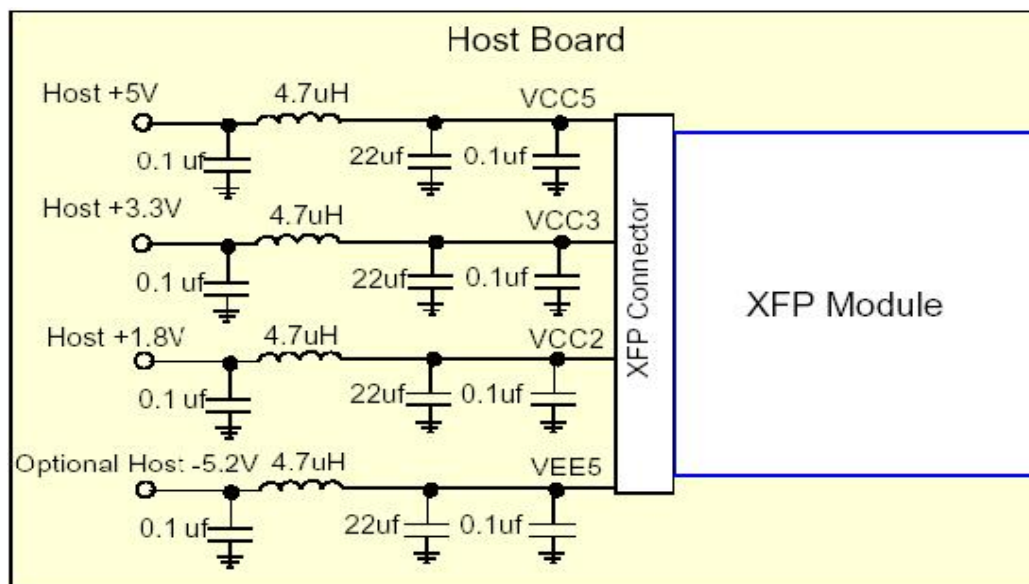 Host Board
Host +5V
4.7uH
VCC5
0.1 uf
22uf
0.1uf
Host +3.3V
4.7uH
VCC3
0.1 uf
22uf
0.1uf
Host +1.8V
4.7uH
VCC2
0.1 uf
22uf
0.1uf
Optional Host -5.2V
4.7uH
VEE5
0.1 uf
22uf
0.1uf
XFP Connector
XFP Module